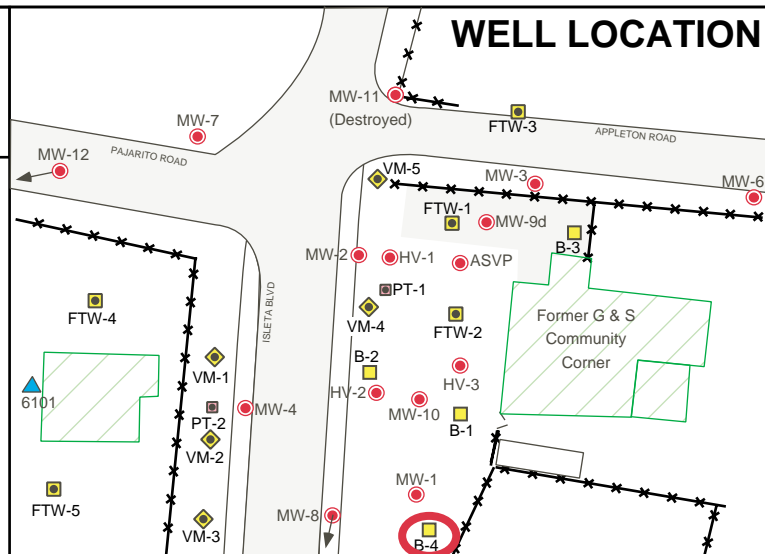 WELL LOCATION
MW-11
(Destroyed)
MW-7
FTW-3
APPLETON ROAD
PAJARITO ROAD
MW-12
VM-5
MW-3
MW-6
FTW-1
MW-9d
B-3
MW-2
HV-1
ASVP
PT-1
ISLETA BLVD
FTW-4
VM-4
FTW-2
Former G & S
Community
Corner
VM-1
B-2
HV-3
6101
HV-2
MW-10
PT-2
MW-4
B-1
VM-2
MW-1
FTW-5
VM-3
MW-8
B-4